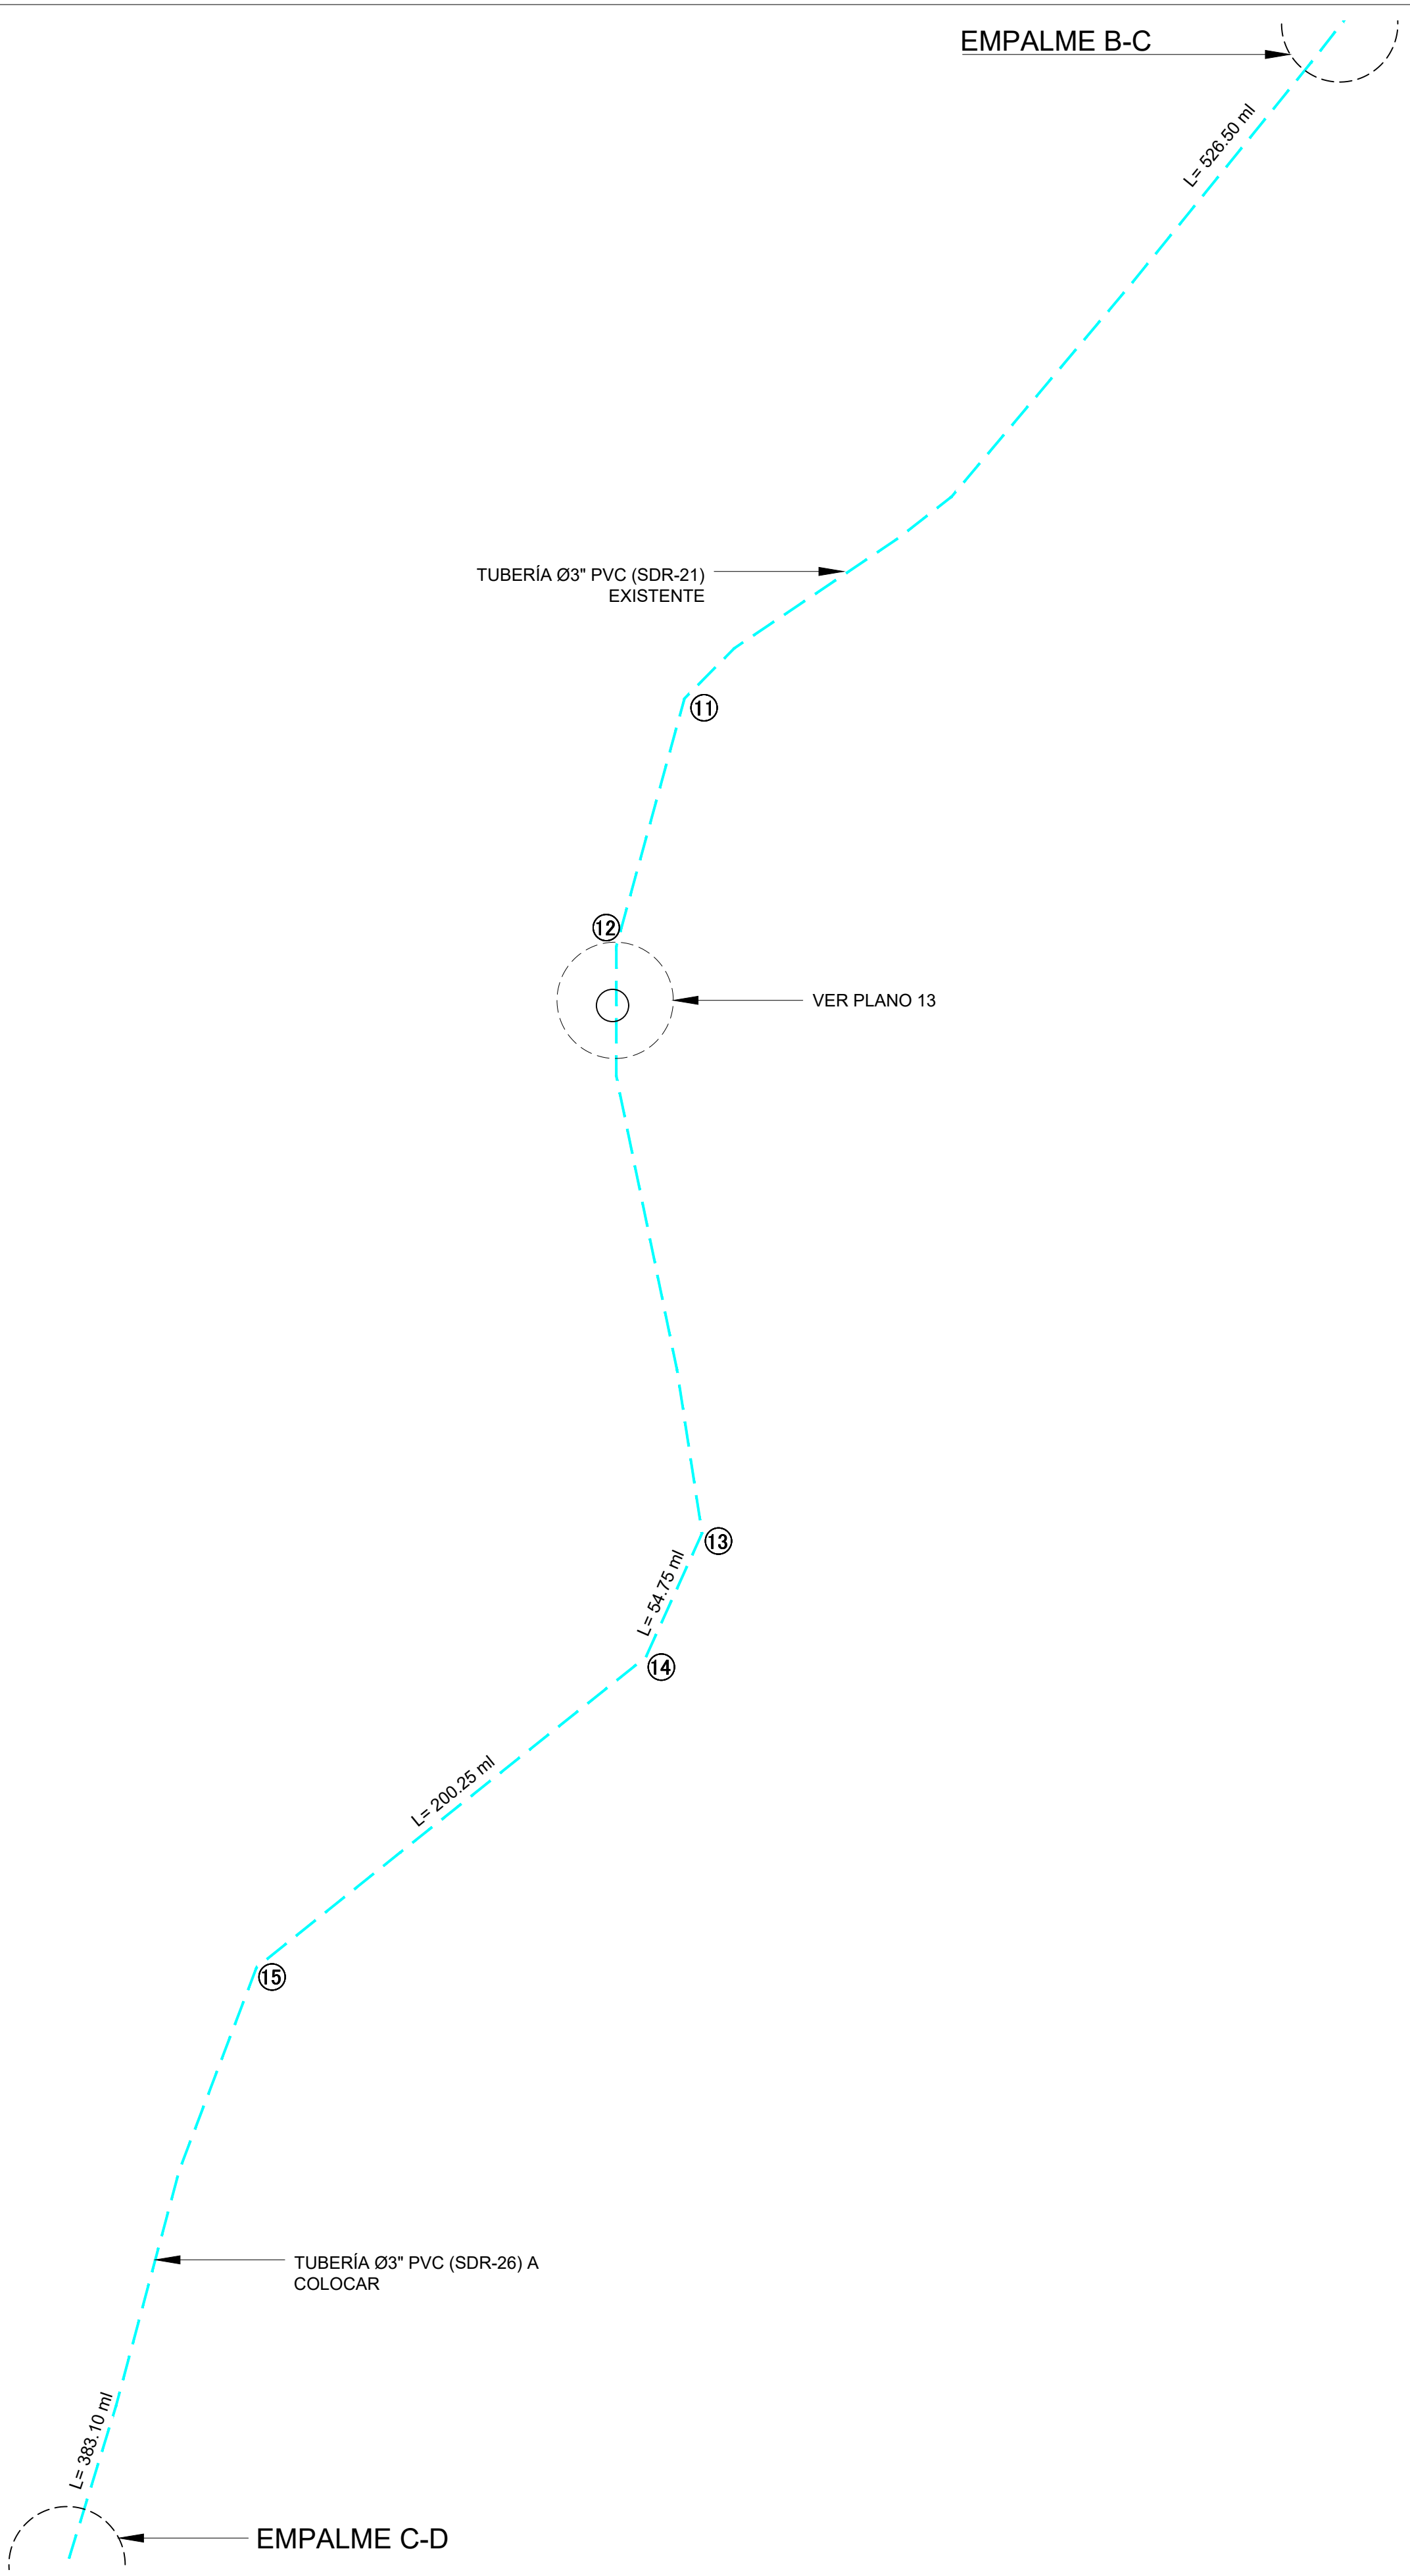 EMPALME B-C
L= 526.50 ml
TUBERÍA Ø3" PVC (SDR-21)
EXISTENTE
11
12
VER PLANO 13
13
L= 54.75 ml
14
L= 200.25 ml
15
TUBERÍA Ø3" PVC (SDR-26) A
COLOCAR
L= 383.10 ml
EMPALME C-D